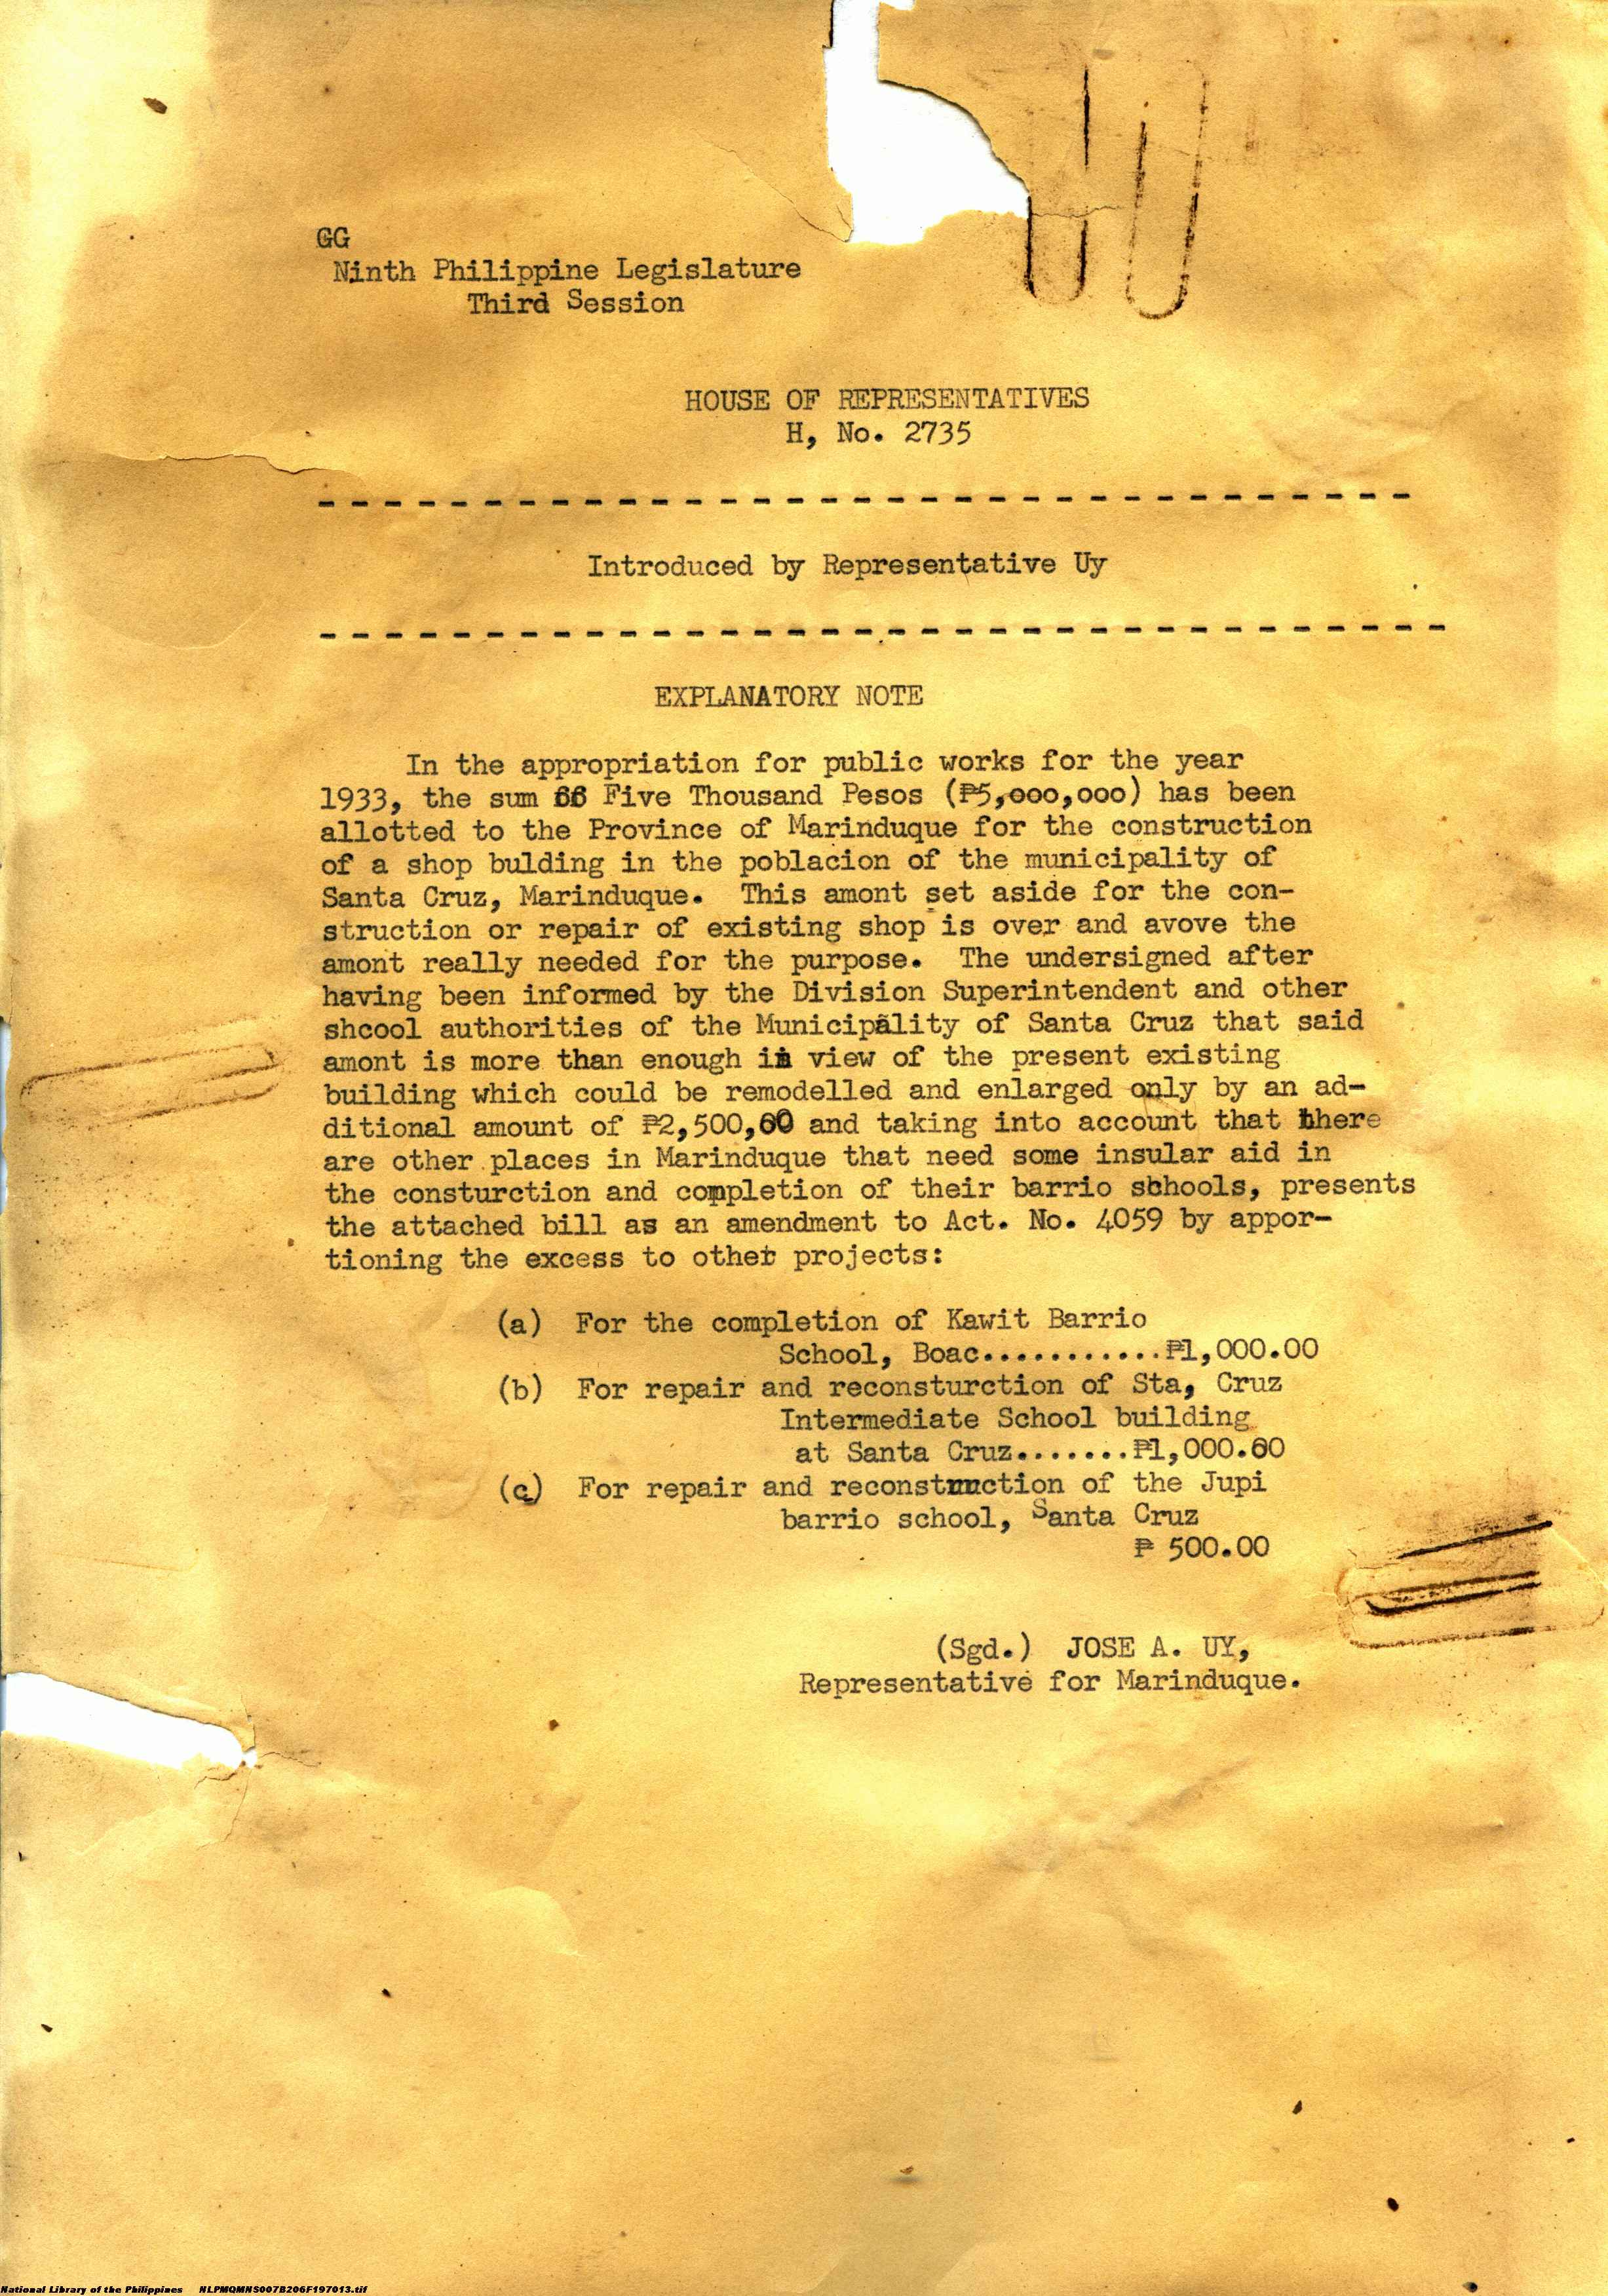 GG
Ninth Philippine Legislature
Third Session
HOUSE OF REPRESENTATIVES
H, No. 2735
- - - - - - - - - - - - - - - - - - - - - - - - - - - - - - - - -
Introduced by Representative Uy
- - - - - - - - - - - - - - - - - - - - - - - - - - - - - - - - - -
EXPLANATORY NOTE
In the appropriation for public works for the year
1933, the sum of Five Thousand Pesos (₱5,000,000) has been
allotted to the Province of Marinduque for the construction
of a shop bulding in the poblacion of the municipality of
Santa Cruz, Marinduque. This amont set aside for the con-
struction or repair of existing shop is over and avove the
amont really needed for the purpose. The undersigned after
having been informed by the Division Superintendent and other
shcool authorities of the Municipality of Santa Cruz that said
amont is more than enough in view of the present existing
building which could be remodelled and enlarged only by an ad-
ditional amount of ₱2,500,00 and taking into account that there
are other places in Marinduque that need some insular aid in
the consturction and completion of their barrio schools, presents
the attached bill as an amendment to Act. No. 4059 by appor-
tioning the excess to other projects:
(a) For the completion of Kawit Barrio
School, Boac...........₱1,000.00
(b) For repair and reconsturction of Sta, Cruz
Intermediate School building
at Santa Cruz.......₱1,000.00
(c) For repair and reconstruction of the Jupi
barrio school, Santa Cruz
₱ 500.00
(Sgd.) JOSE A. UY,
Representative for Marinduque.
National Library of the Philippines NLPMQMNS007B206F197013.tif